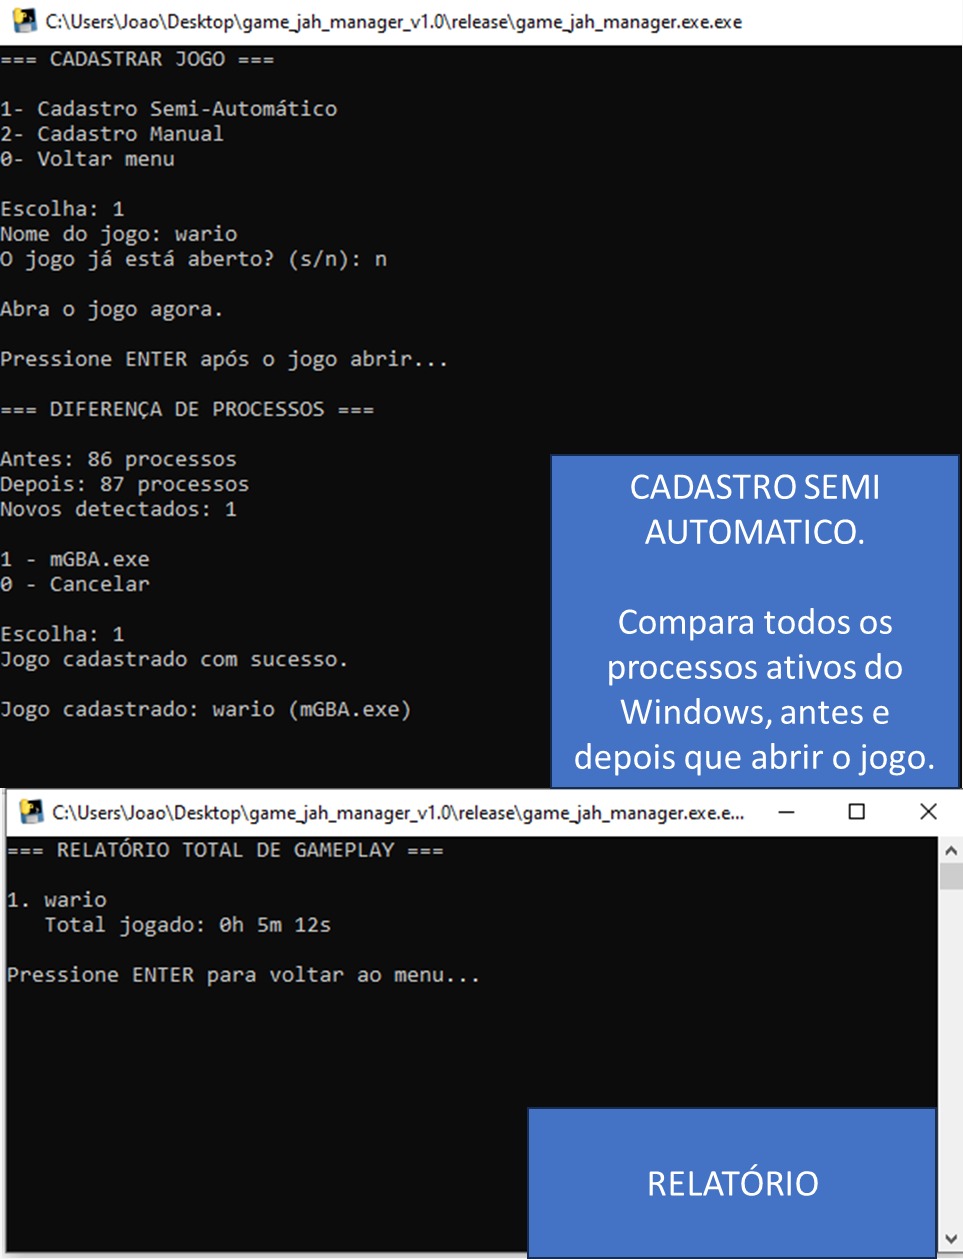 C:\Users\Joao\Desktop\game_jah_manager_v1.0\release\game_jah_manager.exe.exe
=== CADASTRAR JOGO ===
1- Cadastro Semi-Automático
2- Cadastro Manual
0- Voltar menu
Escolha: 1
Nome do jogo: wario
O jogo já está aberto? (s/n): n
Abra o jogo agora.
Pressione ENTER após o jogo abrir...
=== DIFERENÇA DE PROCESSOS ===
Antes: 86 processos
Depois: 87 processos
Novos detectados: 1
1 - mGBA.exe
0 - Cancelar
Escolha: 1
Jogo cadastrado com sucesso.
Jogo cadastrado: wario (mGBA.exe)
CADASTRO SEMI
AUTOMATICO.
Compara todos os
processos ativos do
Windows, antes e
depois que abrir o jogo.
C:\Users\Joao\Desktop\game_jah_manager_v1.0\release\game_jah_manager.exe.e...
=== RELATÓRIO TOTAL DE GAMEPLAY ===
1. wario
Total jogado: 0h 5m 12s
Pressione ENTER para voltar ao menu...
RELATÓRIO